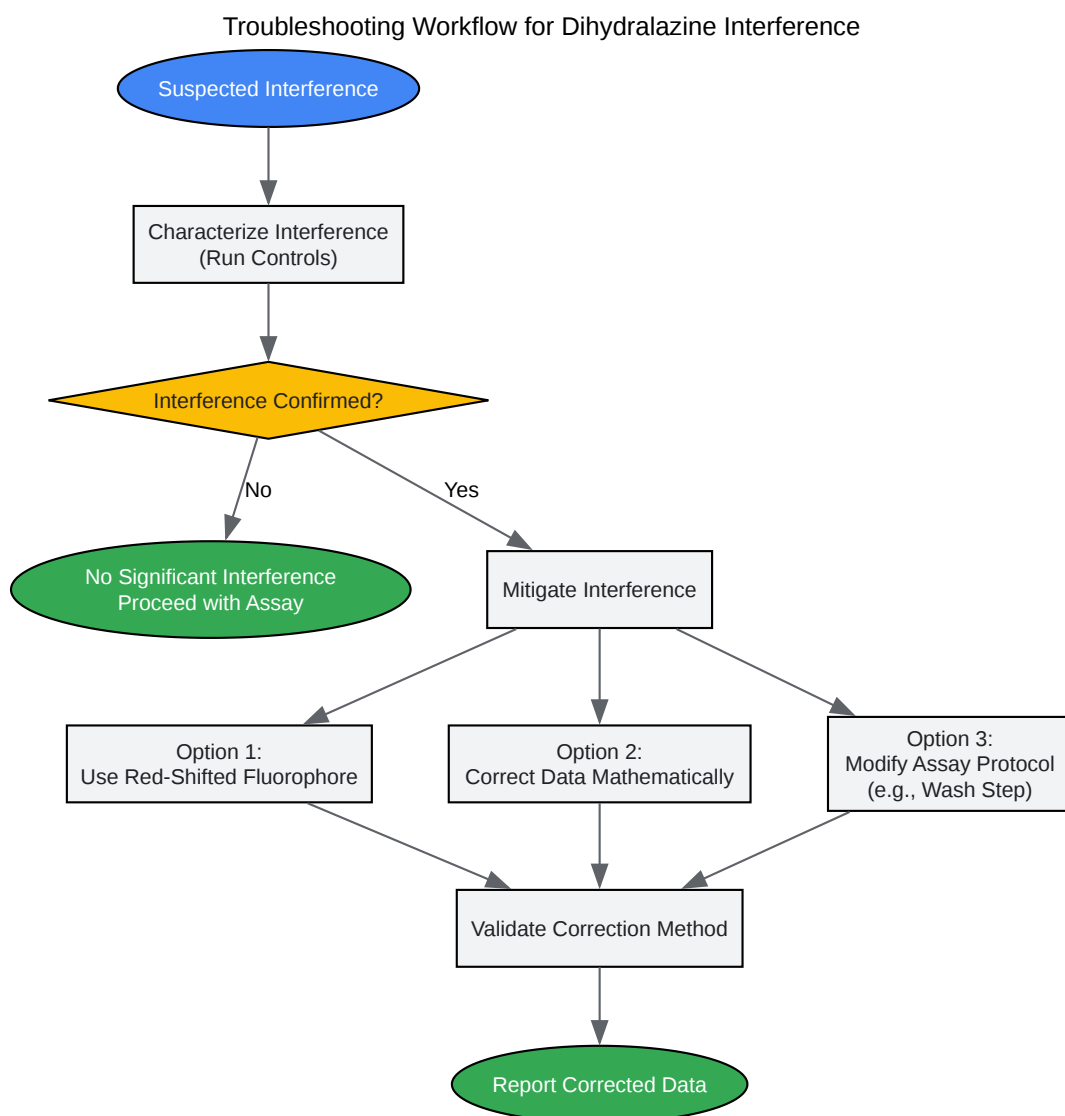 Troubleshooting Workflow for Dihydralazine Interference
Suspected Interference
Characterize Interference
(Run Controls)
Interference Confirmed?
No
Yes
No Significant Interference
Proceed with Assay
Mitigate Interference
Option 1:
Use Red-Shifted Fluorophore
Option 2:
Correct Data Mathematically
Option 3:
Modify Assay Protocol
(e.g., Wash Step)
Validate Correction Method
Report Corrected Data